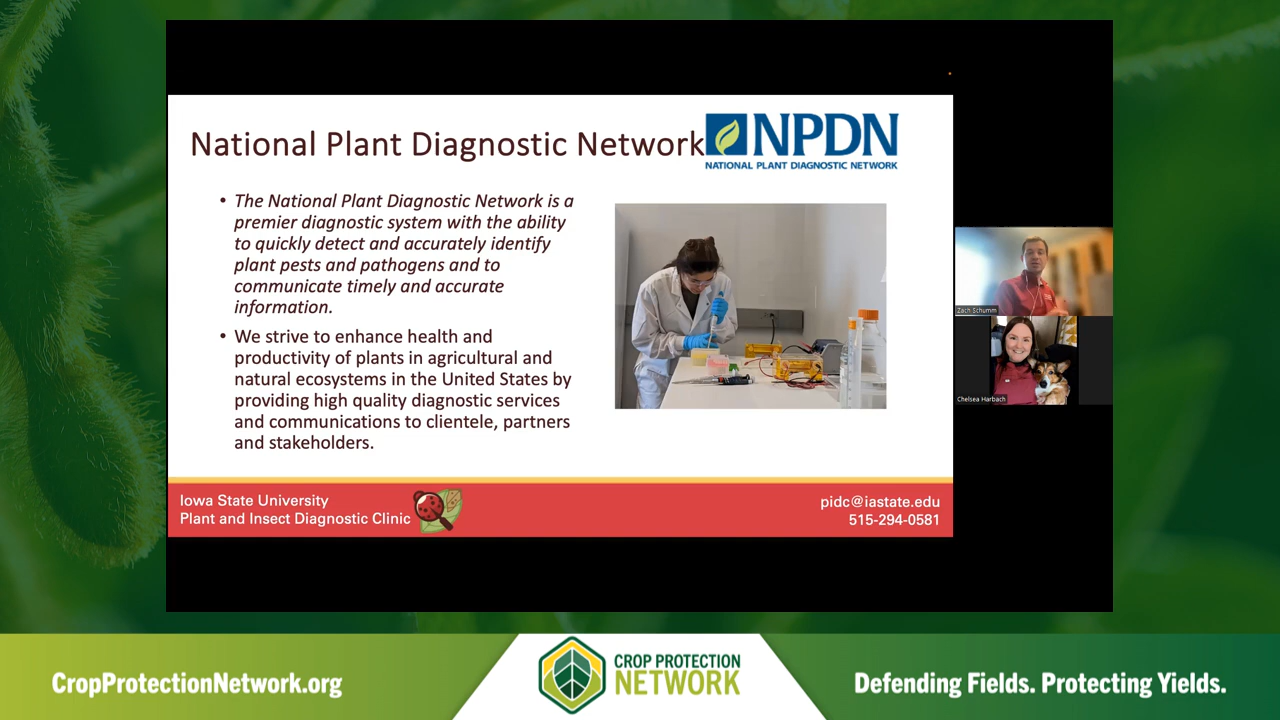 National Plant Diagnostic Network
NPDN
NATIONAL PLANT DIAGNOSTIC NETWORK
• The National Plant Diagnostic Network is a
premier diagnostic system with the ability
to quickly detect and accurately identify
plant pests and pathogens and to
communicate timely and accurate
information.
• We strive to enhance health and
productivity of plants in agricultural and
natural ecosystems in the United States by
providing high quality diagnostic services
and communications to clientele, partners
and stakeholders.
Zach Schumm
Chelsea Harbach
Iowa State University
Plant and Insect Diagnostic Clinic
pidc@iastate.edu
515-294-0581
CropProtectionNetwork.org
CROP PROTECTION
NETWORK
Defending Fields. Protecting Yields.